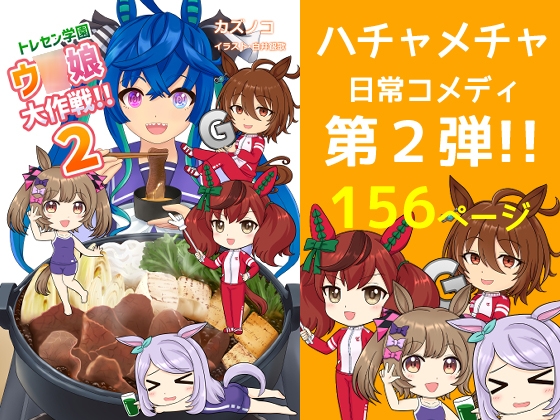 トレセン学園
ウ
娘
大作戦!!
2
カズノコ
G
ハチャメチャ
日常コメディ
第2弾!!
156ページ
G